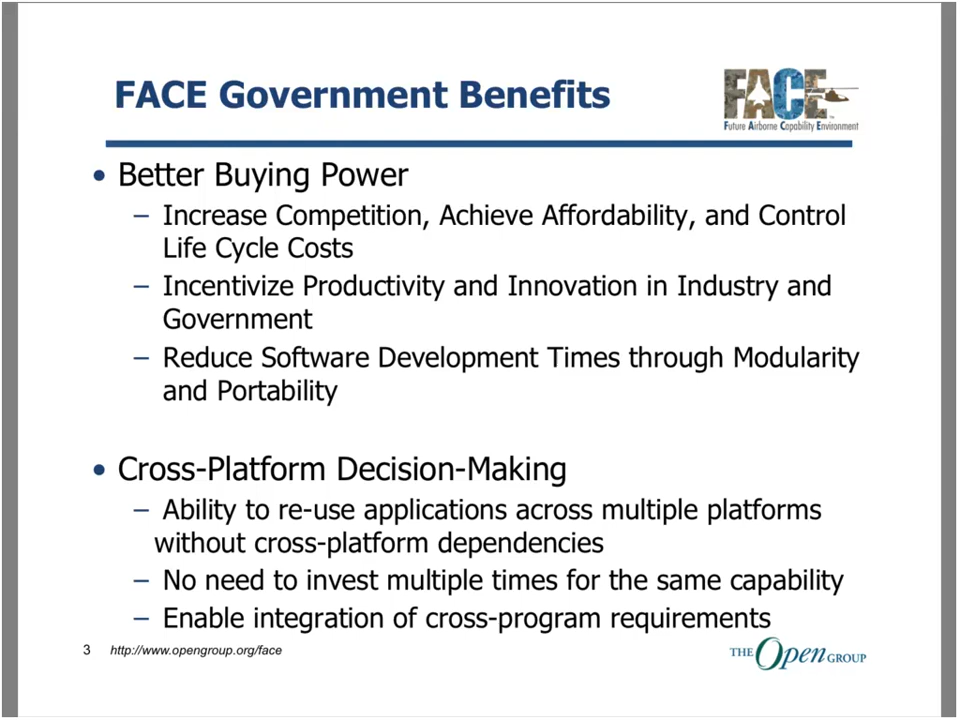 FACE Government Benefits
FACE
Future Airborne Capability Environment
• Better Buying Power
– Increase Competition, Achieve Affordability, and Control
Life Cycle Costs
– Incentivize Productivity and Innovation in Industry and
Government
– Reduce Software Development Times through Modularity
and Portability
• Cross-Platform Decision-Making
– Ability to re-use applications across multiple platforms
without cross-platform dependencies
– No need to invest multiple times for the same capability
– Enable integration of cross-program requirements
3 http://www.opengroup.org/face
THE Open GROUP